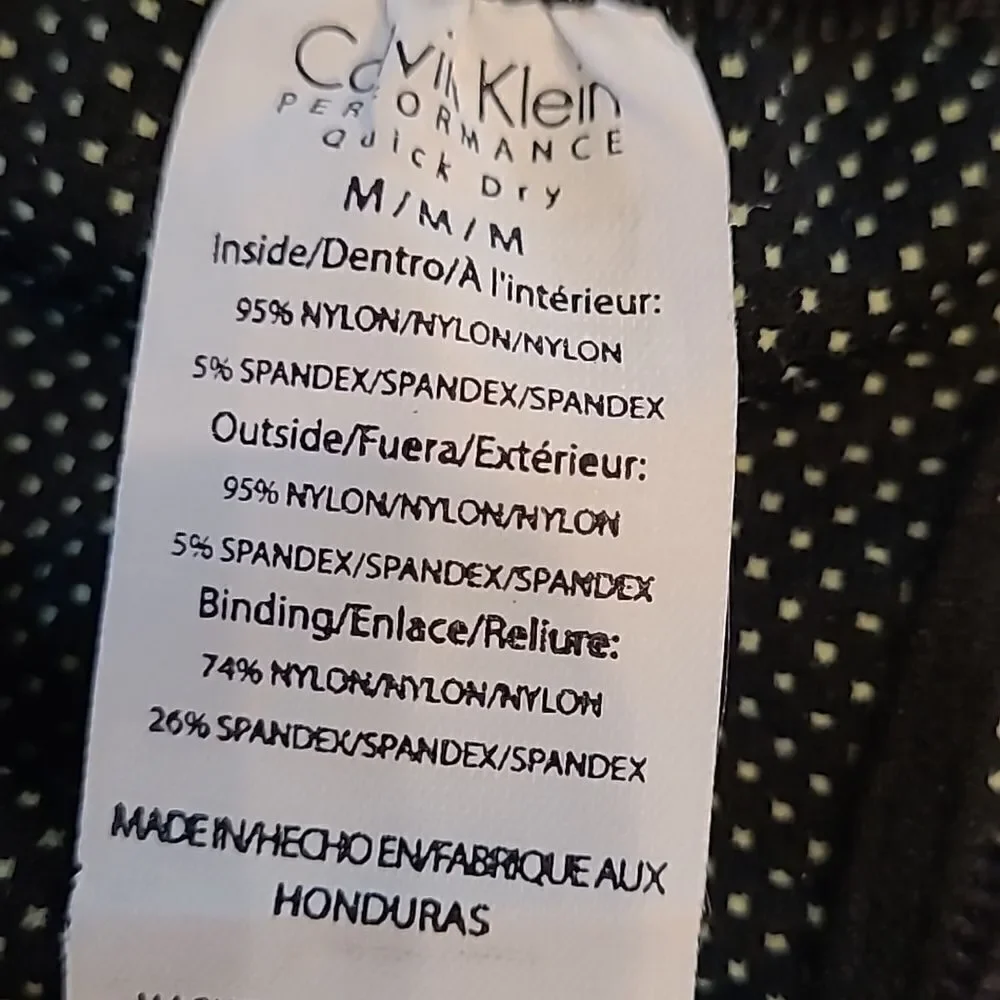 Calvin Klein
PERFORMANCE
Quick Dry
M/M/M
Inside/Dentro/À l'intérieur:
95% NYLON/NYLON/NYLON
5% SPANDEX/SPANDEX/SPANDEX
Outside/Fuera/Extérieur:
95% NYLON/NYLON/NYLON
5% SPANDEX/SPANDEX/SPANDEX
Binding/Enlace/Reliure:
74% NYLON/NYLON/NYLON
26% SPANDEX/SPANDEX/SPANDEX
MADE IN/HECHO EN/FABRIQUE AUX
HONDURAS